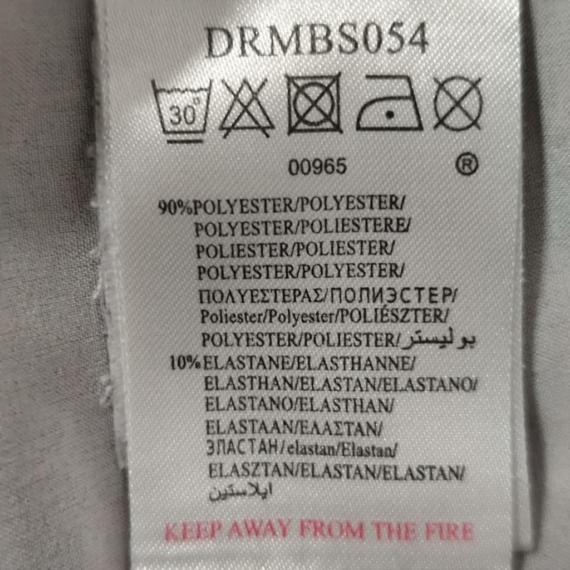 DRMBS054
30°
00965 ®
90%POLYESTER/POLYESTER/
POLYESTER/POLIESTERE/
POLIESTER/POLIESTER/
POLYESTER/POLYESTER/
ΠΟΛΥΕΣΤΕΡΑΣ/ПОЛИЭСТЕР/
Poliester/Polyester/POLIÉSZTER/
POLYESTER/POLIESTER/بوليستر
10%ELASTANE/ELASTHANNE/
ELASTHAN/ELASTAN/ELASTANO/
ELASTANO/ELASTHAN/
ELASTAAN/ΕΛΑΣΤΑΝ/
ЭЛАСТАН/elastan/Elastan/
ELASZTAN/ELASTAN/ELASTAN/
ايلاستين
KEEP AWAY FROM THE FIRE